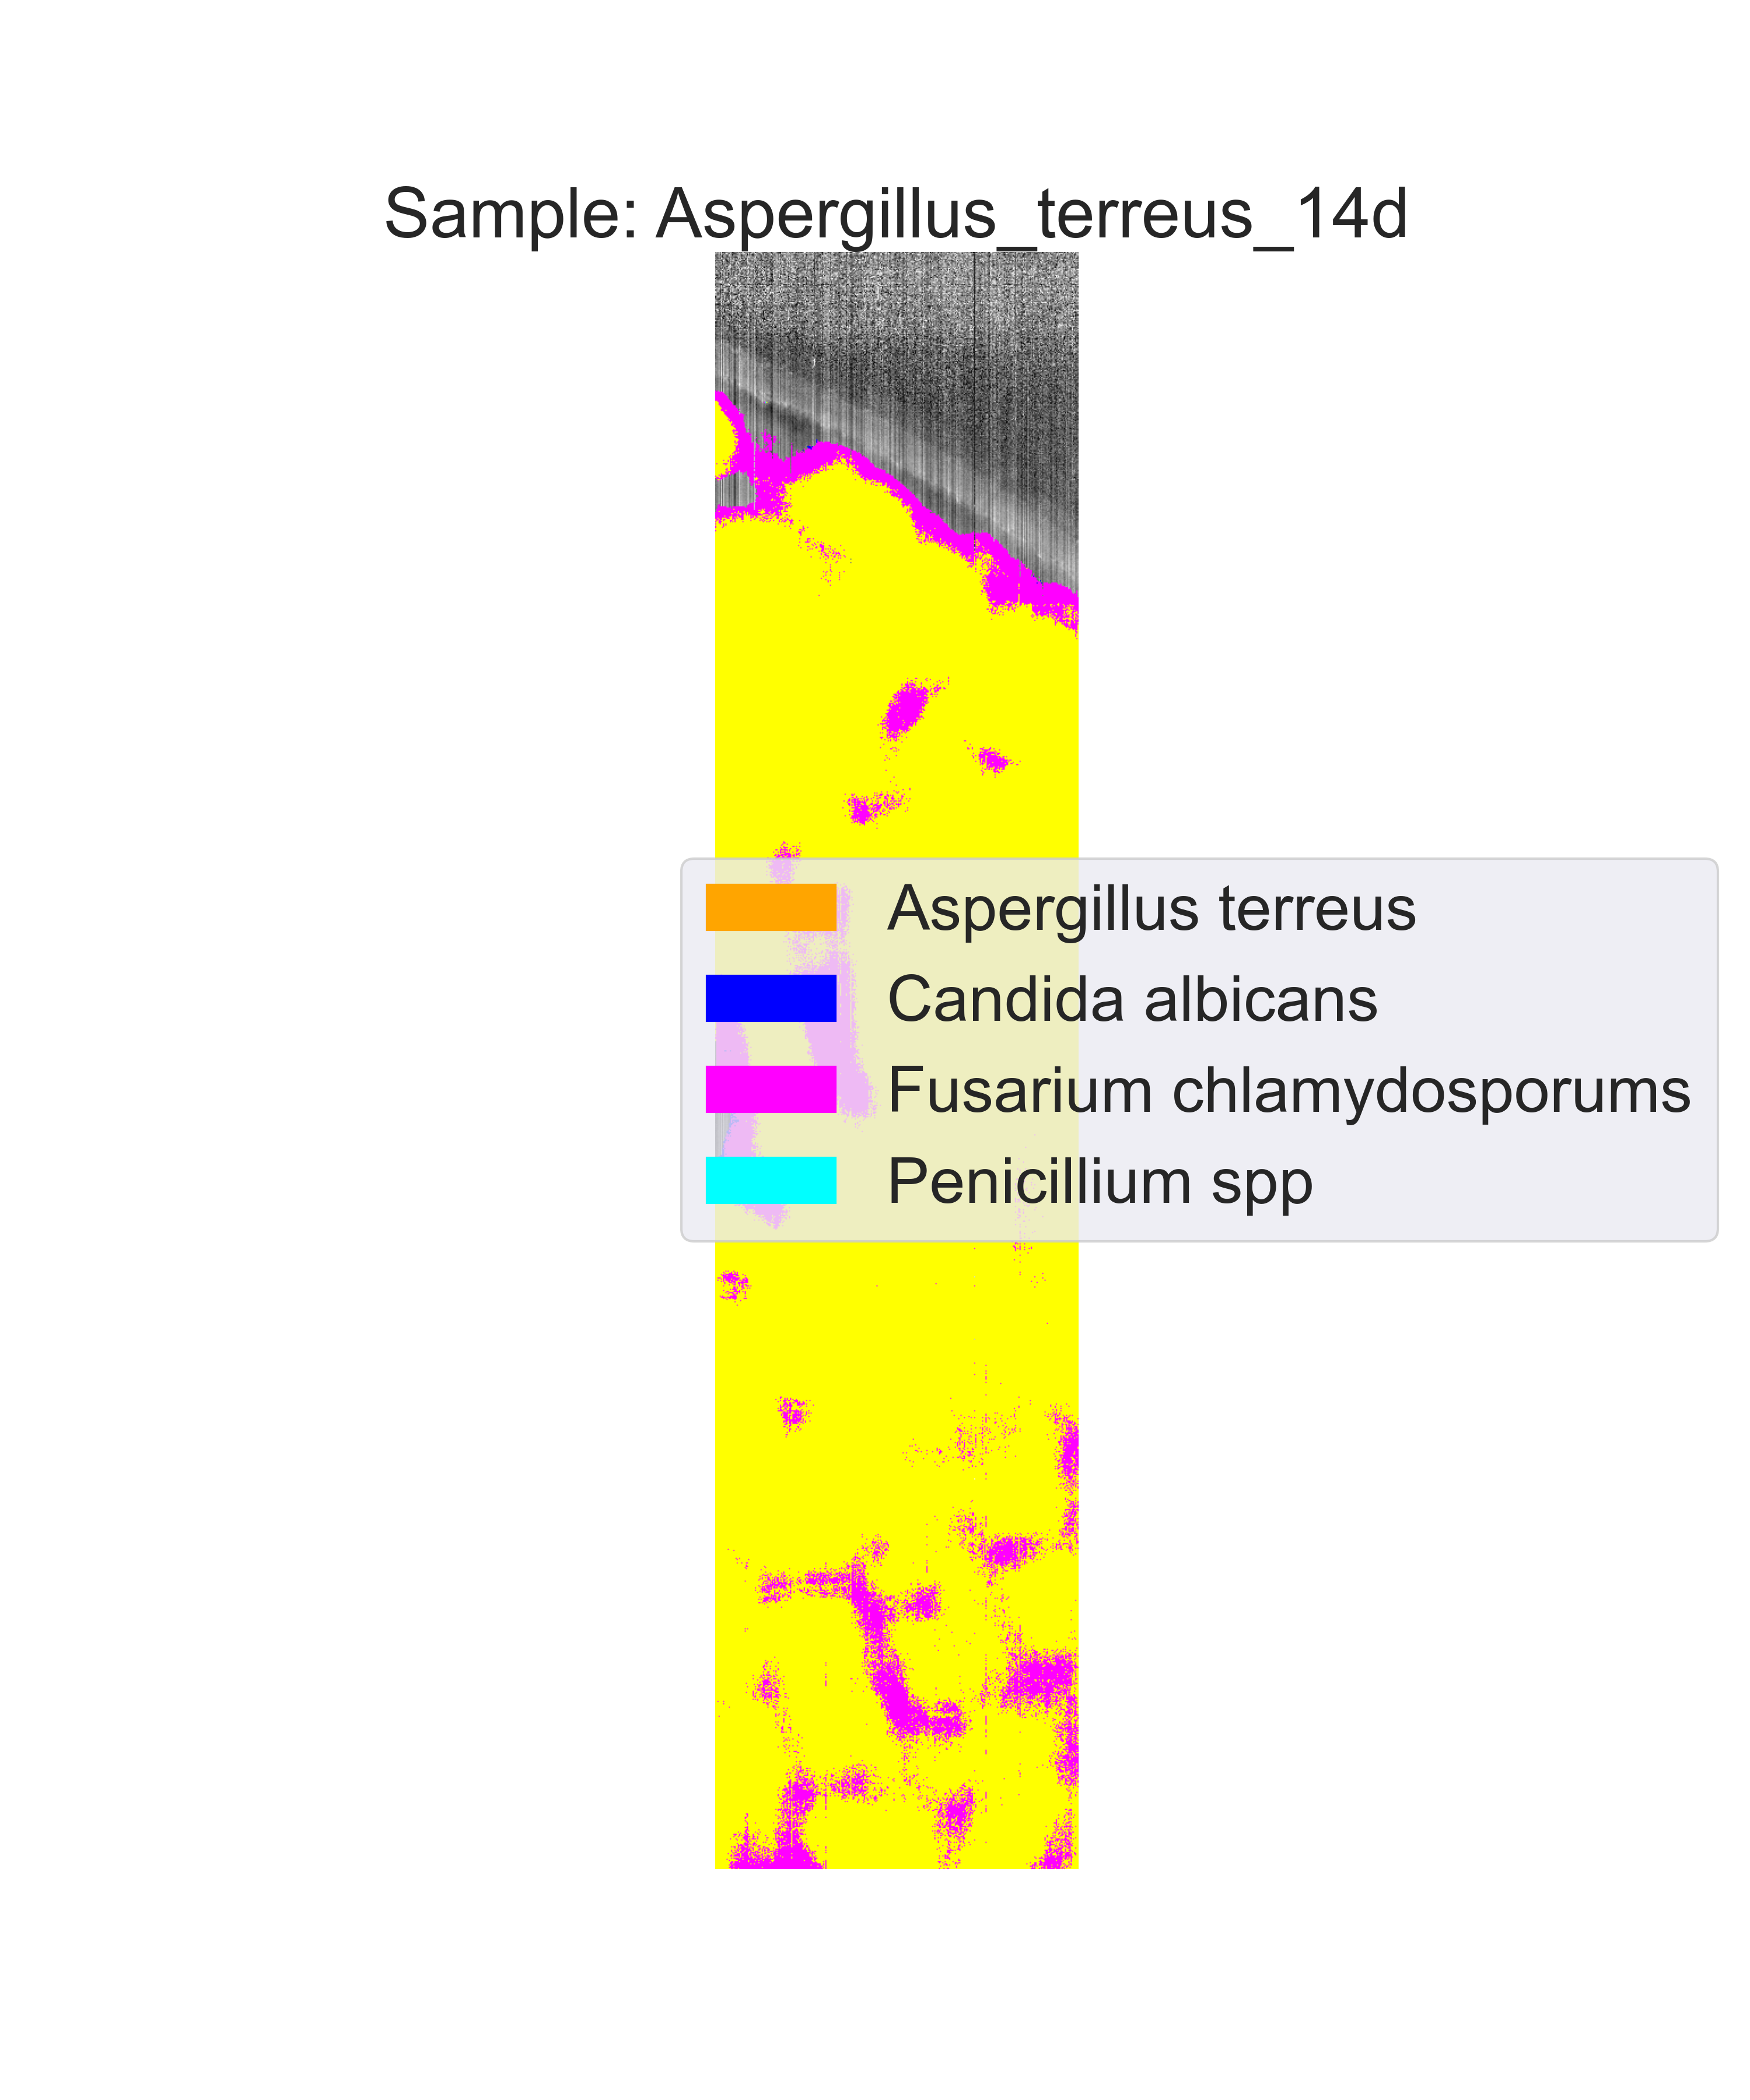 Sample: Aspergillus_terreus_14d
Aspergillus terreus
Candida albicans
Fusarium chlamydosporums
Penicillium spp